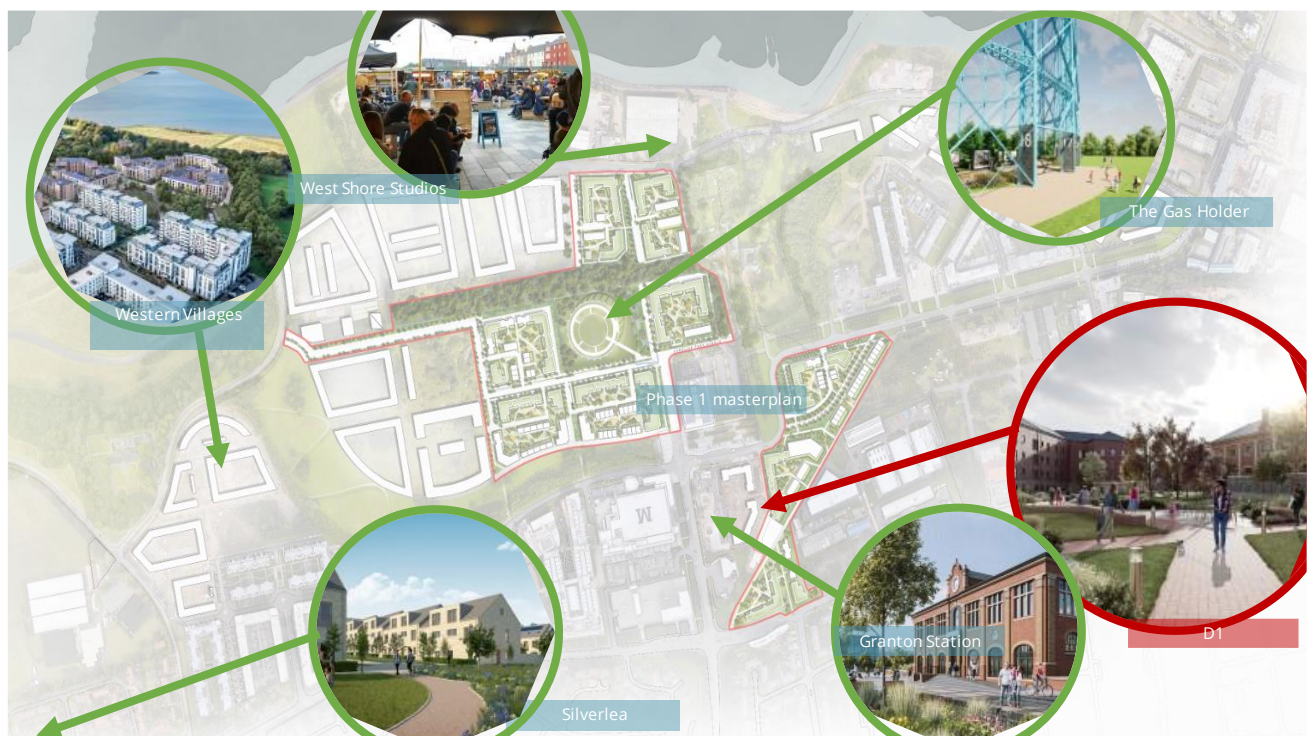 West Shore Studios
The Gas Holder
Western Villages
Phase 1 masterplan
M
Granton Station
D1
Silverlea